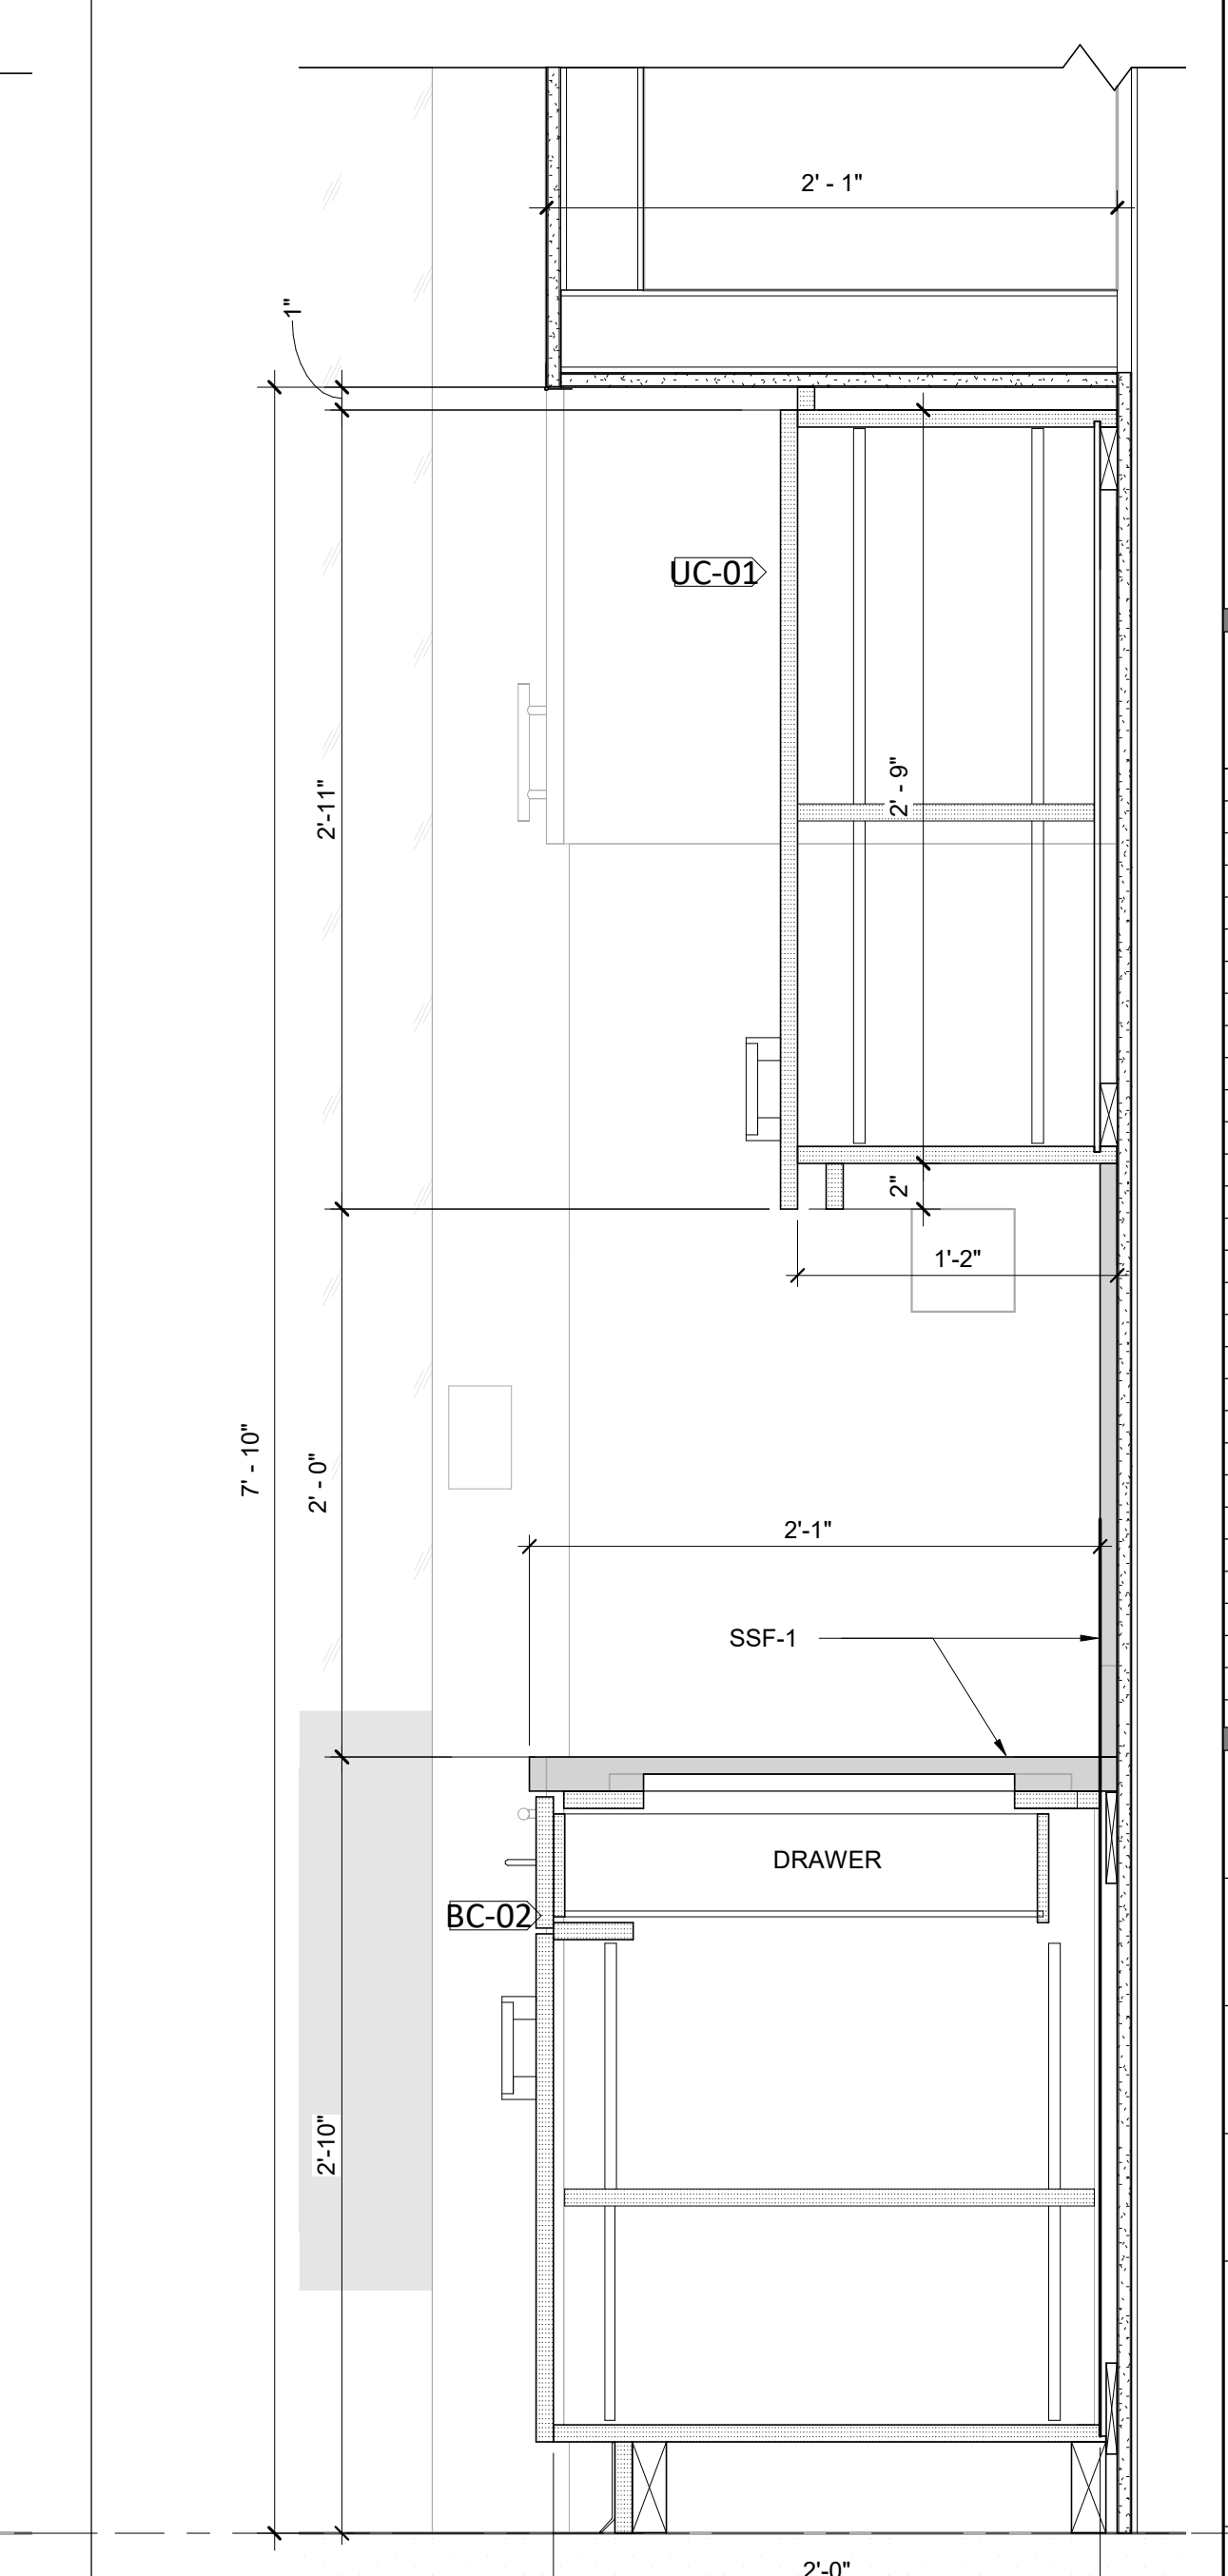 2' - 1"
1"
UC-01
2'-11"
2' - 9"
2"
1'-2"
7' - 10"
2' - 0"
2'-1"
SSF-1
DRAWER
BC-02
2'-10"
2'-0"